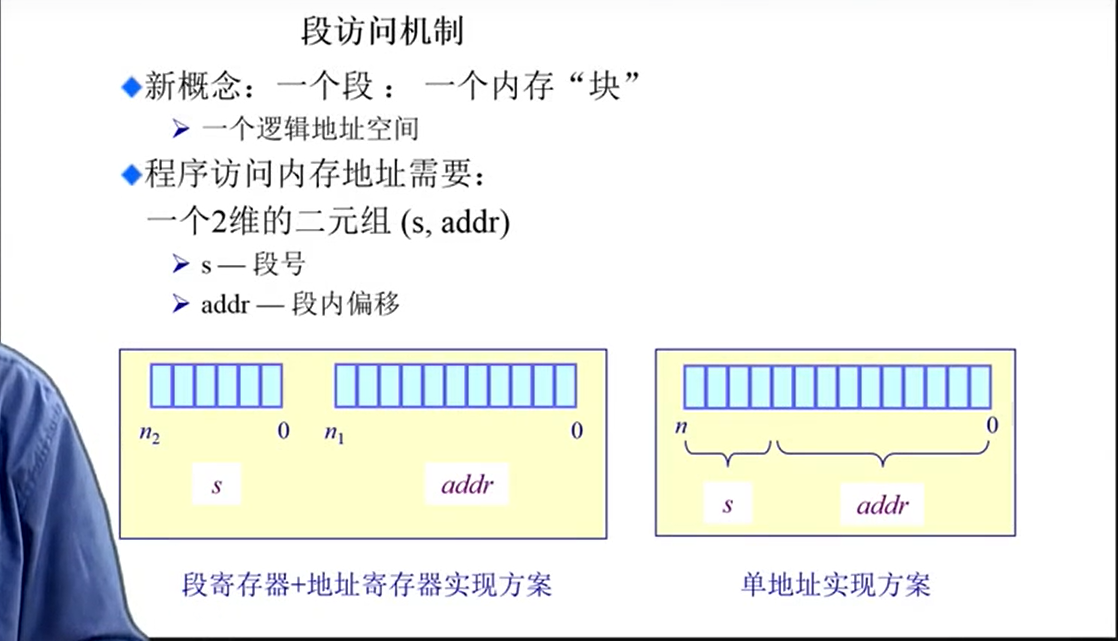 段访问机制
新概念：一个段： 一个内存“块”
一个逻辑地址空间
程序访问内存地址需要：
一个2维的二元组 (s, addr)
s — 段号
addr — 段内偏移
n₂ 0 n₁ 0
s addr
n 0
s addr
段寄存器+地址寄存器实现方案
单地址实现方案